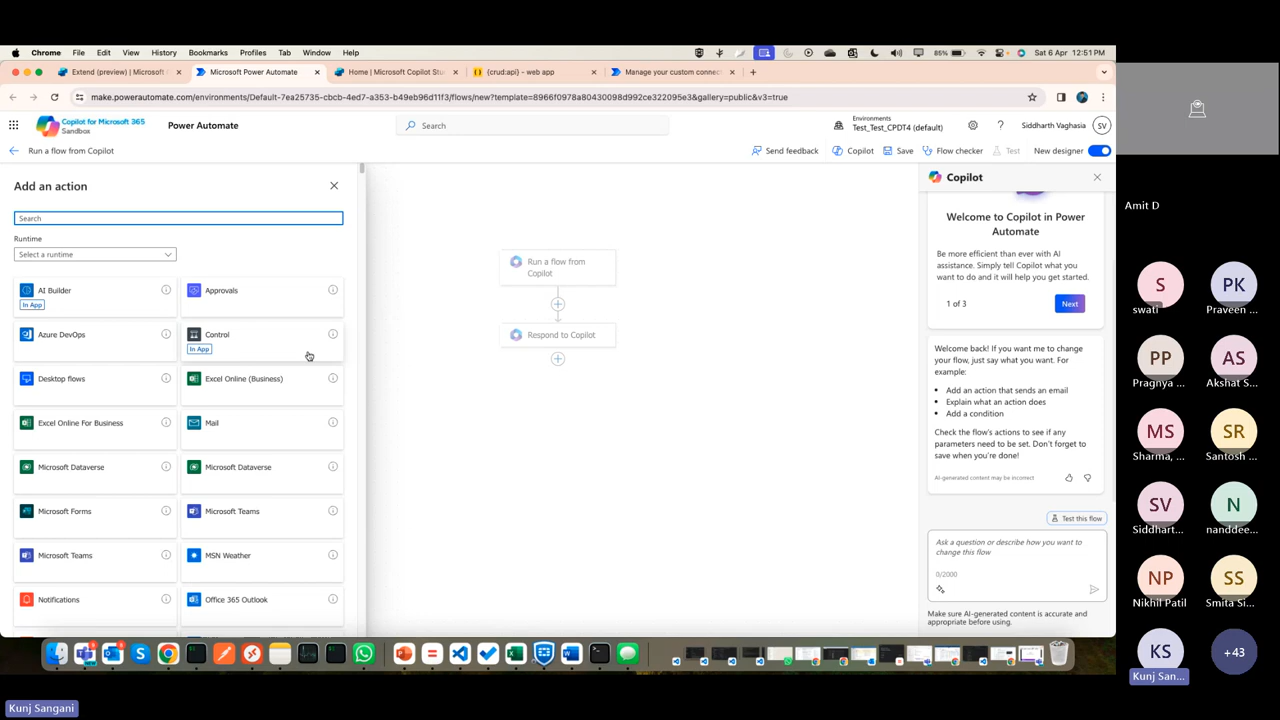 Chrome File Edit View History Bookmarks Profiles Tab Window Help
85% Sat 6 Apr 12:51 PM
Extend (preview) | Microsoft
Microsoft Power Automate
Home | Microsoft Copilot Stu
{crud:api} - web app
Manage your custom connec
make.powerautomate.com/environments/Default-7ea25735-cbcb-4ed7-a353-b49eb96d11f3/flows/new?template=8966f0978a80430098d992ce322095e3&gallery=public&v3=true
Copilot for Microsoft 365
Sandbox
Power Automate
Search
Environments
Test_Test_CPDT4 (default)
Siddharth Vaghasia
SV
Run a flow from Copilot
Send feedback
Copilot
Save
Flow checker
Test
New designer
Add an action
Search
Runtime
Select a runtime
AI Builder
In App
Approvals
Azure DevOps
Control
In App
Desktop flows
Excel Online (Business)
Excel Online For Business
Mail
Microsoft Dataverse
Microsoft Dataverse
Microsoft Forms
Microsoft Teams
Microsoft Teams
MSN Weather
Notifications
Office 365 Outlook
Run a flow from
Copilot
Respond to Copilot
Copilot
Welcome to Copilot in Power
Automate
Be more efficient than ever with AI
assistance. Simply tell Copilot what you
want to do and it will help you get started.
1 of 3
Next
Welcome back! If you want me to change
your flow, just say what you want. For
example:
• Add an action that sends an email
• Explain what an action does
• Add a condition
Check the flow's actions to see if any
parameters need to be set. Don't forget to
save when you're done!
AI-generated content may be incorrect
Test this flow
Ask a question or describe how you want to
change this flow
0/2000
Make sure AI-generated content is accurate and
appropriate before using.
Amit D
S
swati
PK
Praveen ...
PP
Pragnya ...
AS
Akshat S...
MS
Sharma, ...
SR
Santosh ...
SV
Siddhart...
N
nanddee...
NP
Nikhil Patil
SS
Smita Si...
KS
Kunj San...
+43
Kunj Sangani